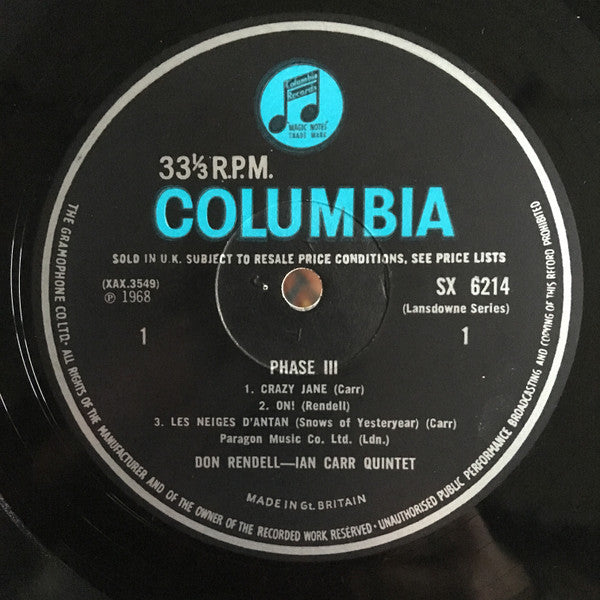 Columbia
Records
MAGIC NOTES
TRADE MARK
33⅓ R.P.M.
COLUMBIA
SOLD IN U.K. SUBJECT TO RESALE PRICE CONDITIONS, SEE PRICE LISTS
(XAX.3549)
℗ 1968
SX 6214
(Lansdowne Series)
1
1
PHASE III
1. CRAZY JANE (Carr)
2. ON! (Rendell)
3. LES NEIGES D'ANTAN (Snows of Yesteryear) (Carr)
Paragon Music Co. Ltd. (Ldn.)
DON RENDELL—IAN CARR QUINTET
MADE IN Gt. BRITAIN
THE GRAMOPHONE CO LTD. · ALL RIGHTS OF THE MANUFACTURER AND OF THE OWNER OF THE RECORDED WORK RESERVED · UNAUTHORISED PUBLIC PERFORMANCE BROADCASTING AND COPYING OF THIS RECORD PROHIBITED